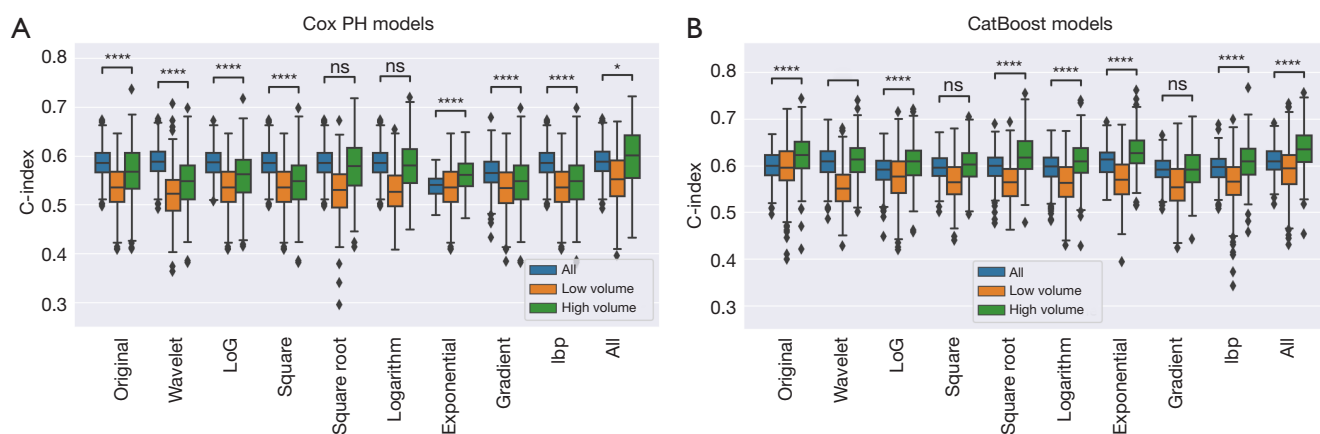 A
Cox PH models
C-index
0.8
0.7
0.6
0.5
0.4
0.3
****
****
****
****
ns
ns
****
****
****
*
All
Low volume
High volume
Original
Wavelet
LoG
Square
Square root
Logarithm
Exponential
Gradient
lbp
All
B
CatBoost models
C-index
0.8
0.7
0.6
0.5
0.4
0.3
****
****
ns
****
****
****
ns
****
****
All
Low volume
High volume
Original
Wavelet
LoG
Square
Square root
Logarithm
Exponential
Gradient
lbp
All